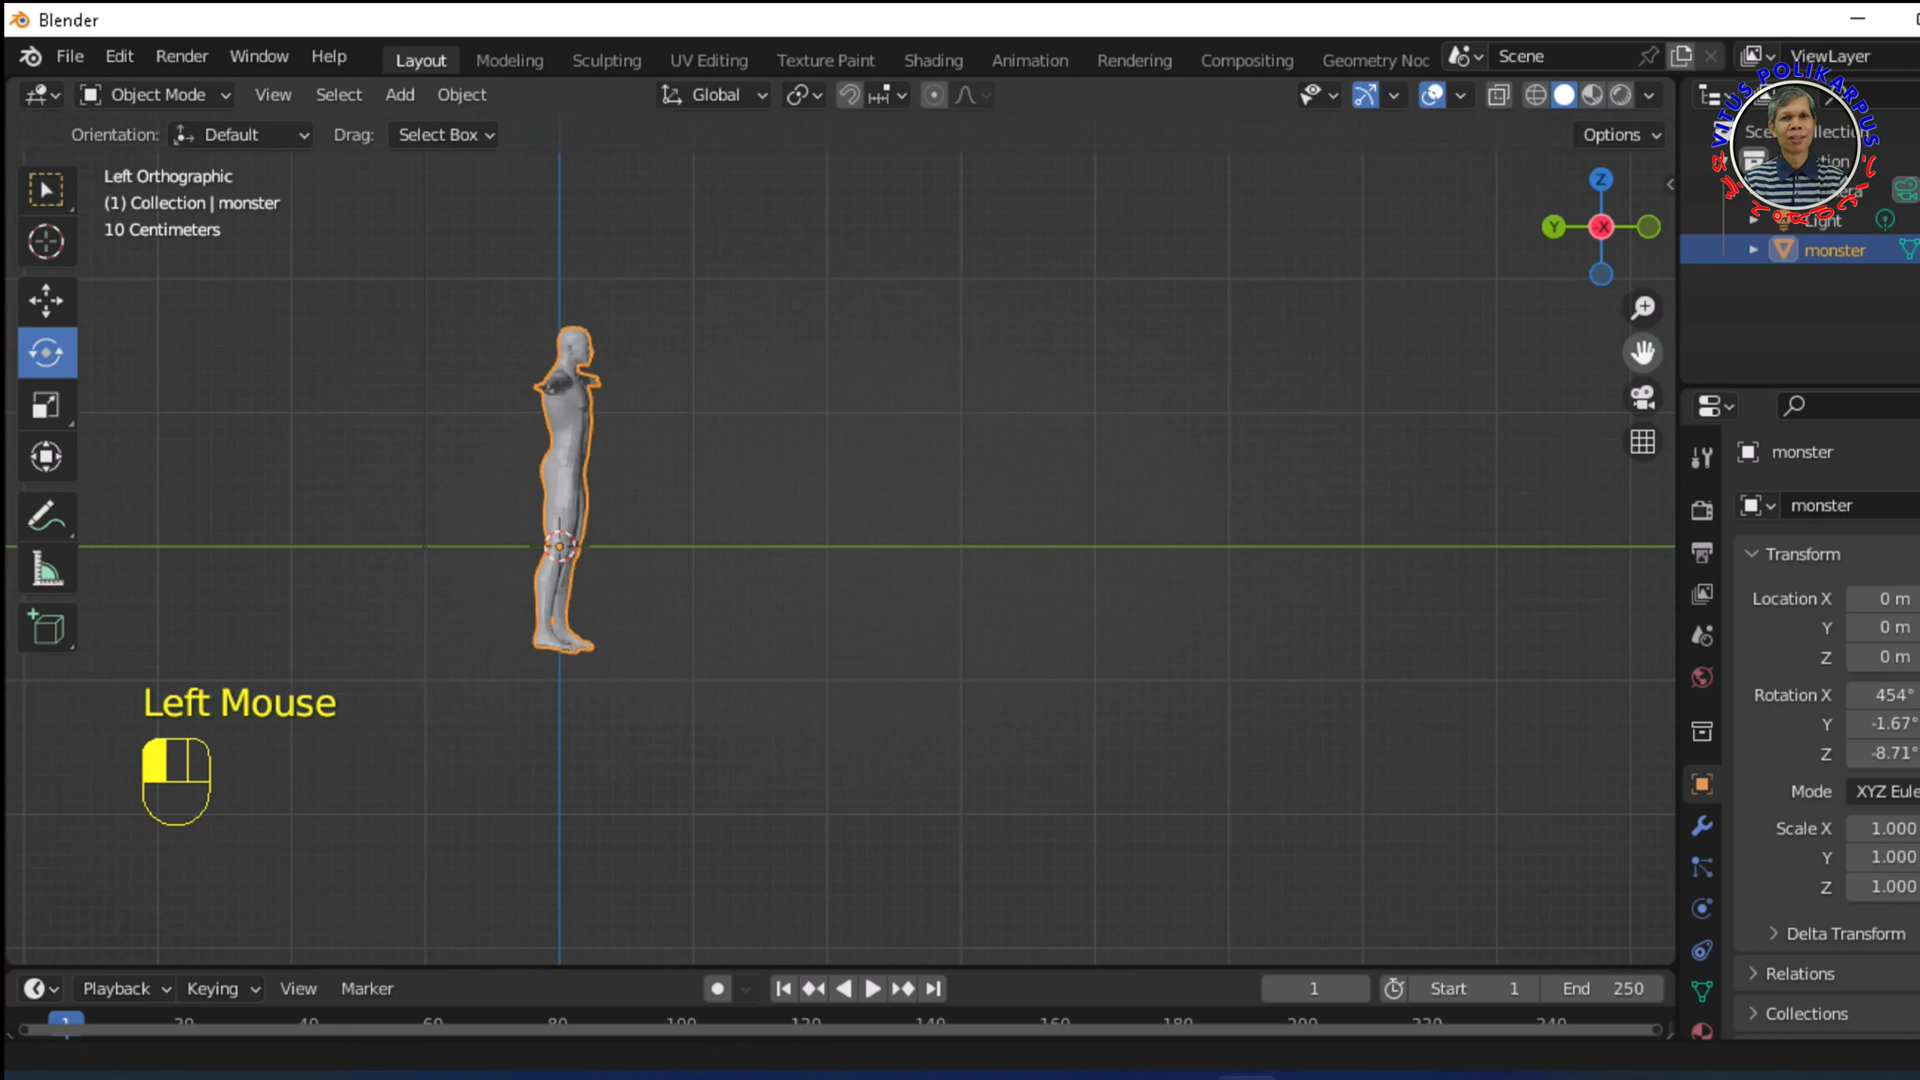 Blender
File Edit Render Window Help Layout Modeling Sculpting UV Editing Texture Paint Shading Animation Rendering Compositing Geometry Noc Scene ViewLayer
Object Mode View Select Add Object Global
Orientation: Default Drag: Select Box Options
VITUS POLIKARPUS
Left Orthographic
(1) Collection | monster
10 Centimeters
Z
Y -X
Light
monster
monster
monster
Transform
Location X 0 m
Y 0 m
Z 0 m
Rotation X 454°
Y -1.67°
Z -8.71°
Mode XYZ Eule
Scale X 1.000
Y 1.000
Z 1.000
Delta Transform
Relations
Collections
Left Mouse
Playback Keying View Marker 1 Start 1 End 250
1 20 40 60 80 100 120 140 160 180 200 220 240